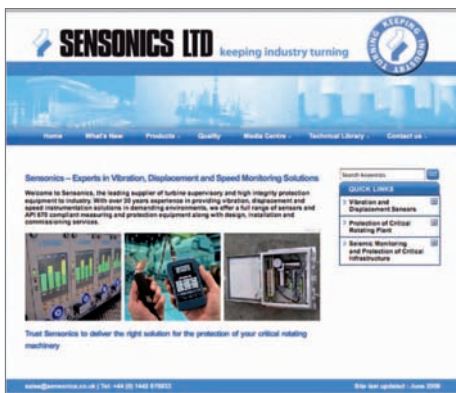 SENSONICS LTD keeping industry turning
KEEPING INDUSTRY TURNING
Home What's New Products Quality Media Centre Technical Library Contact us
Sensonics – Experts in Vibration, Displacement and Speed Monitoring Solutions
Welcome to Sensonics, the leading supplier of turbine supervisory and high integrity protection
equipment to industry. With over 30 years experience in providing vibration, displacement and
speed instrumentation solutions in demanding environments, we offer a full range of sensors and
API 670 compliant measuring and protection equipment along with design, installation and
commissioning services.
Search keywords
QUICK LINKS
Vibration and
Displacement Sensors
Protection of Critical
Rotating Plant
Seismic Monitoring
and Protection of Critical
Infrastructure
Trust Sensonics to deliver the right solution for the protection of your critical rotating
machinery
sales@sensonics.co.uk | Tel: +44 (0) 1442
Site last updated : June 2009